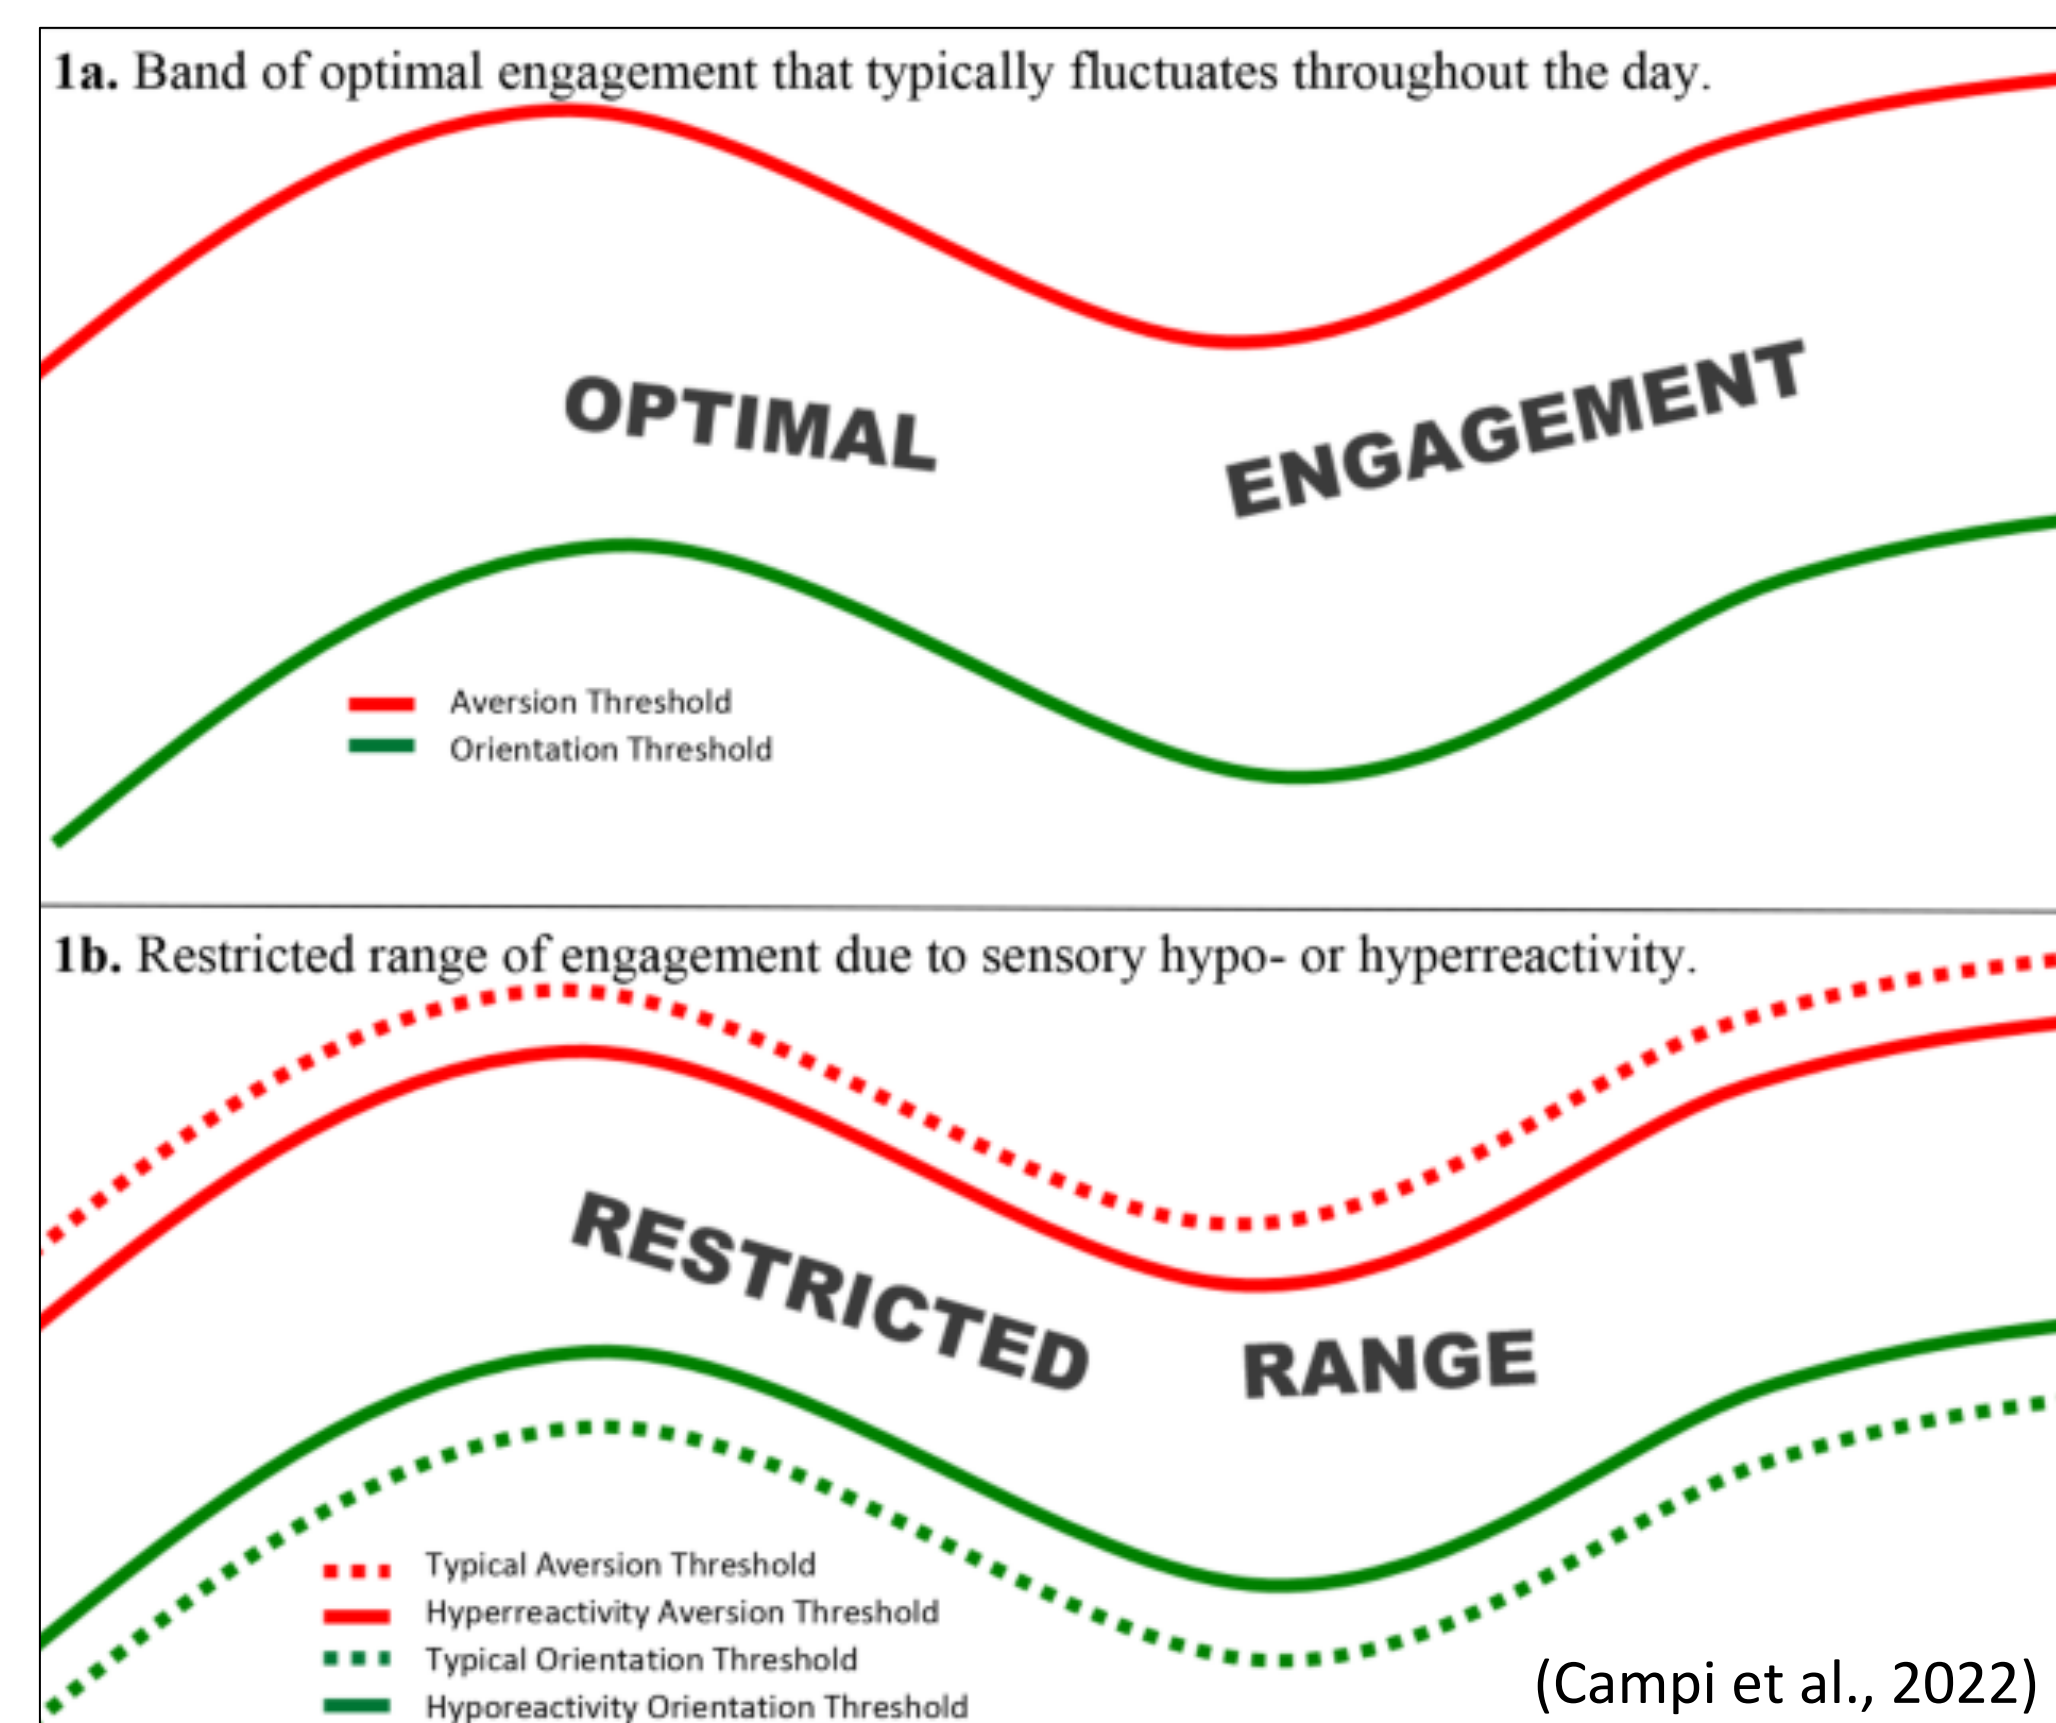 1a. Band of optimal engagement that typically fluctuates throughout the day.
OPTIMAL
ENGAGEMENT
Aversion Threshold
Orientation Threshold
1b. Restricted range of engagement due to sensory hypo- or hyperreactivity.
RESTRICTED
RANGE
Typical Aversion Threshold
Hyperreactivity Aversion Threshold
Typical Orientation Threshold
Hyporeactivity Orientation Threshold
(Campi et al., 2022)